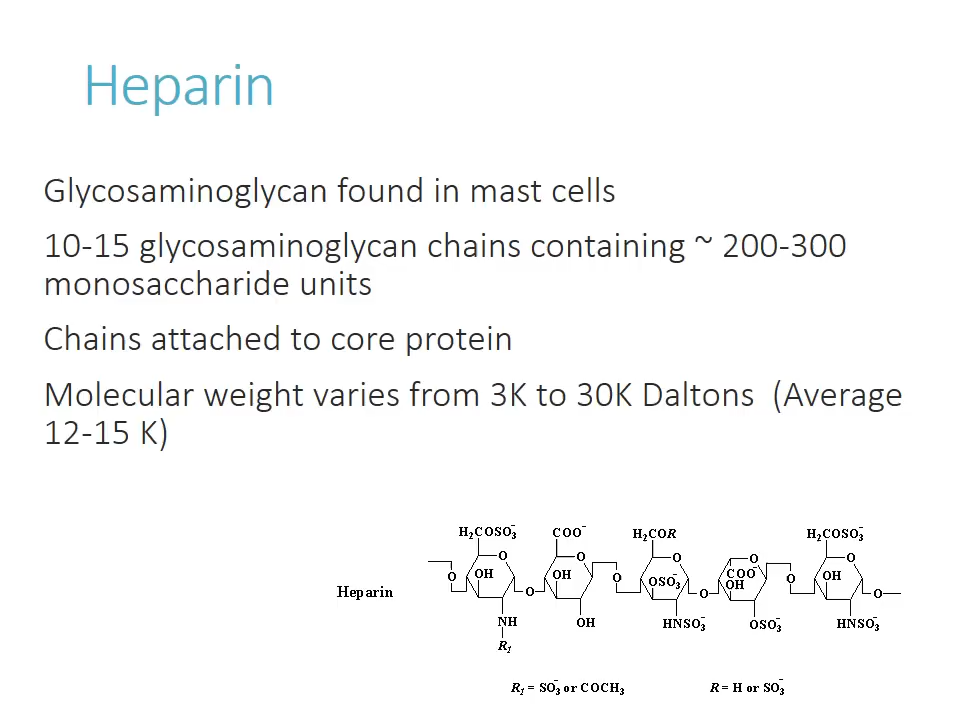 Heparin
Glycosaminoglycan found in mast cells
10-15 glycosaminoglycan chains containing ~ 200-300
monosaccharide units
Chains attached to core protein
Molecular weight varies from 3K to 30K Daltons (Average
12-15 K)
H₂COSO₃⁻ COO⁻ H₂COR H₂COSO₃⁻
O O O O O
OH OH OSO₃⁻ COO⁻ OH OH
Heparin O O O O O O
NH OH HNSO₃⁻ OSO₃⁻ HNSO₃⁻
R₁
R₁ = SO₃⁻ or COCH₃ R = H or SO₃⁻